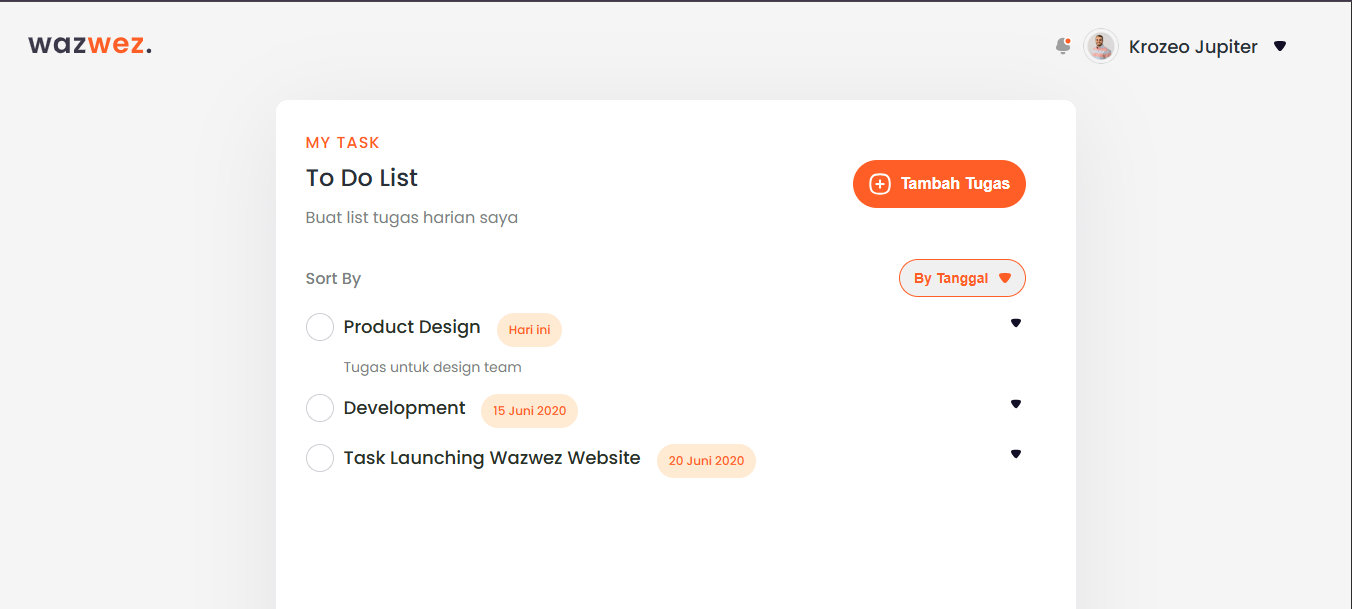 wazwez.
Krozeo Jupiter
MY TASK
To Do List
Tambah Tugas
Buat list tugas harian saya
Sort By
By Tanggal
Product Design
Hari ini
Tugas untuk design team
Development
15 Juni 2020
Task Launching Wazwez Website
20 Juni 2020